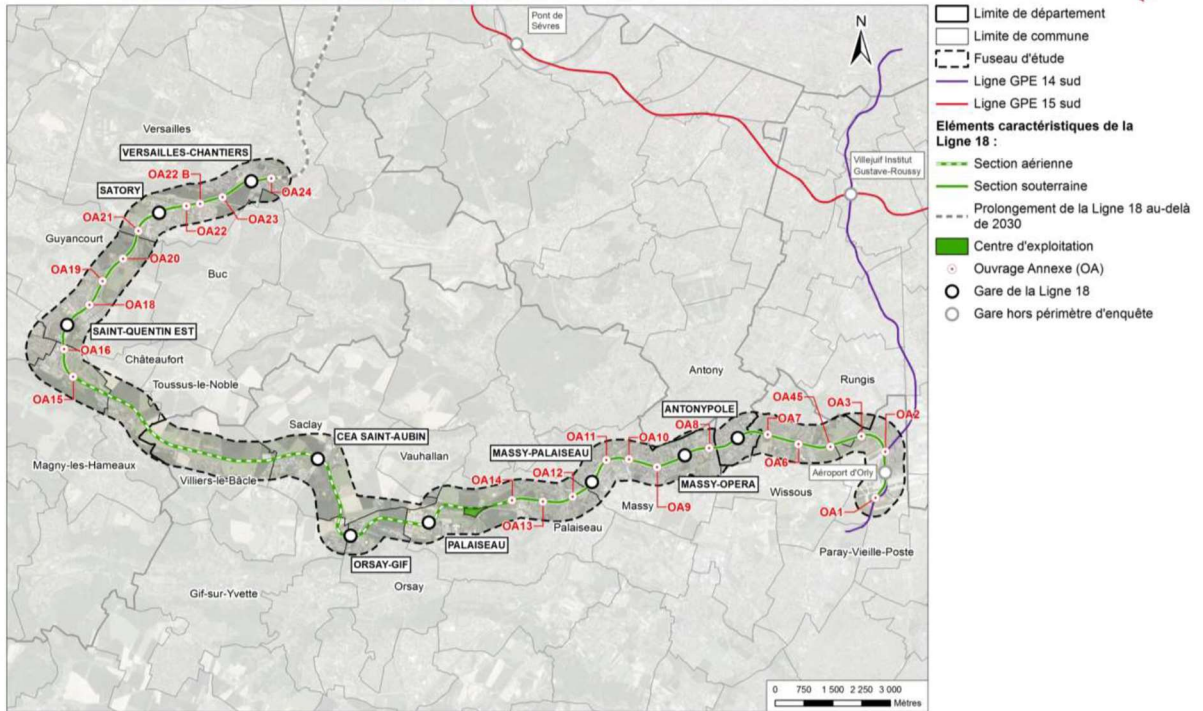 Pont de
Sèvres
N
Versailles
VERSAILLES-CHANTIERS
OA22 B
SATORY
OA24
OA21
OA23
OA22
Guyancourt
OA20
OA19
Buc
OA18
SAINT-QUENTIN EST
OA16
Châteaufort
OA15
Toussus-le-Noble
Villejuif Institut
Gustave-Roussy
Antony
Rungis
OA45
OA3
ANTONYPOLE
OA7
OA2
OA8
Saclay
CEA SAINT-AUBIN
OA11
OA10
Vauhallan
MASSY-PALAISEAU
Magny-les-Hameaux
Villiers-le-Bâcle
OA14
OA12
OA6
Aéroport d'Orly
MASSY-OPERA
Wissous
OA9
Massy
OA1
OA13
Palaiseau
PALAISEAU
Paray-Vieille-Poste
ORSAY-GIF
Orsay
Gif-sur-Yvette
0 750 1 500 2 250 3 000
Mètres
Limite de département
Limite de commune
Fuseau d'étude
Ligne GPE 14 sud
Ligne GPE 15 sud
Eléments caractéristiques de la
Ligne 18 :
Section aérienne
Section souterraine
Prolongement de la Ligne 18 au-delà
de 2030
Centre d'exploitation
Ouvrage Annexe (OA)
Gare de la Ligne 18
Gare hors périmètre d'enquête